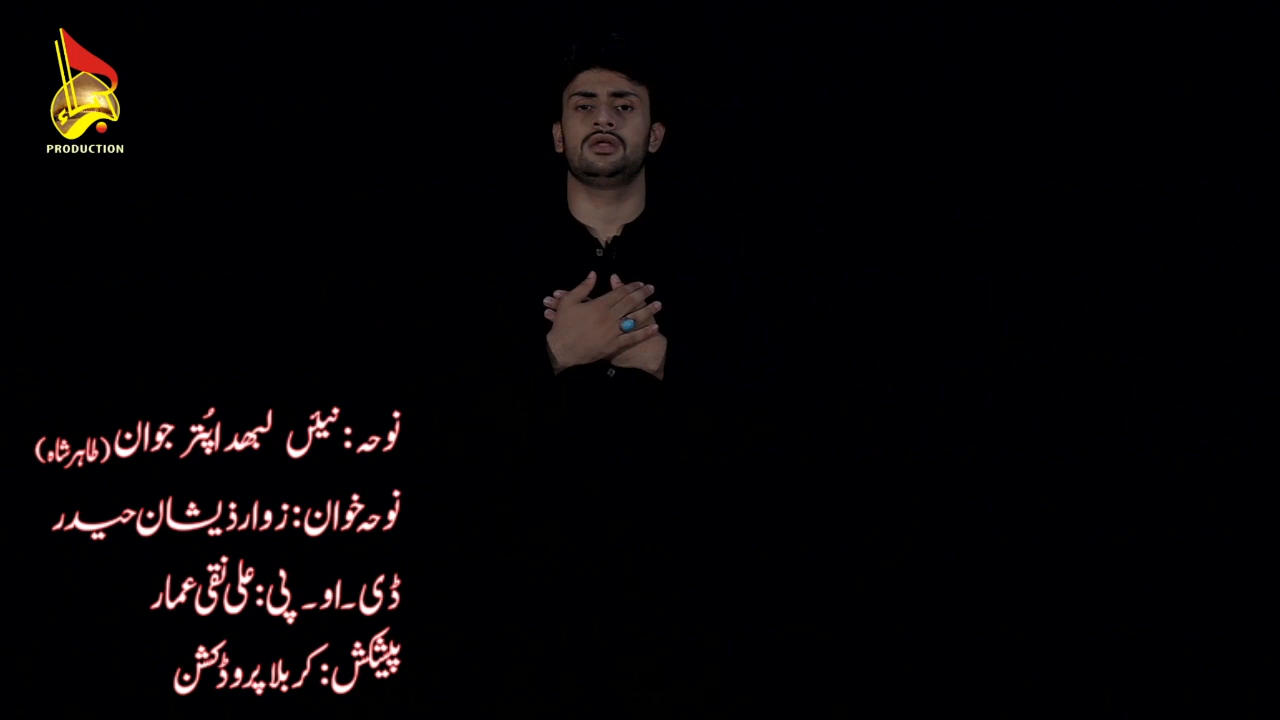 PRODUCTION
نوحہ: نیئں لبھدا پُتر جوان (طاہر شاہ)
نوحہ خوان: زوار ذیشان حیدر
ڈی۔او۔پی: علی نقی عمار
پیشکش: کربلا پروڈکشن